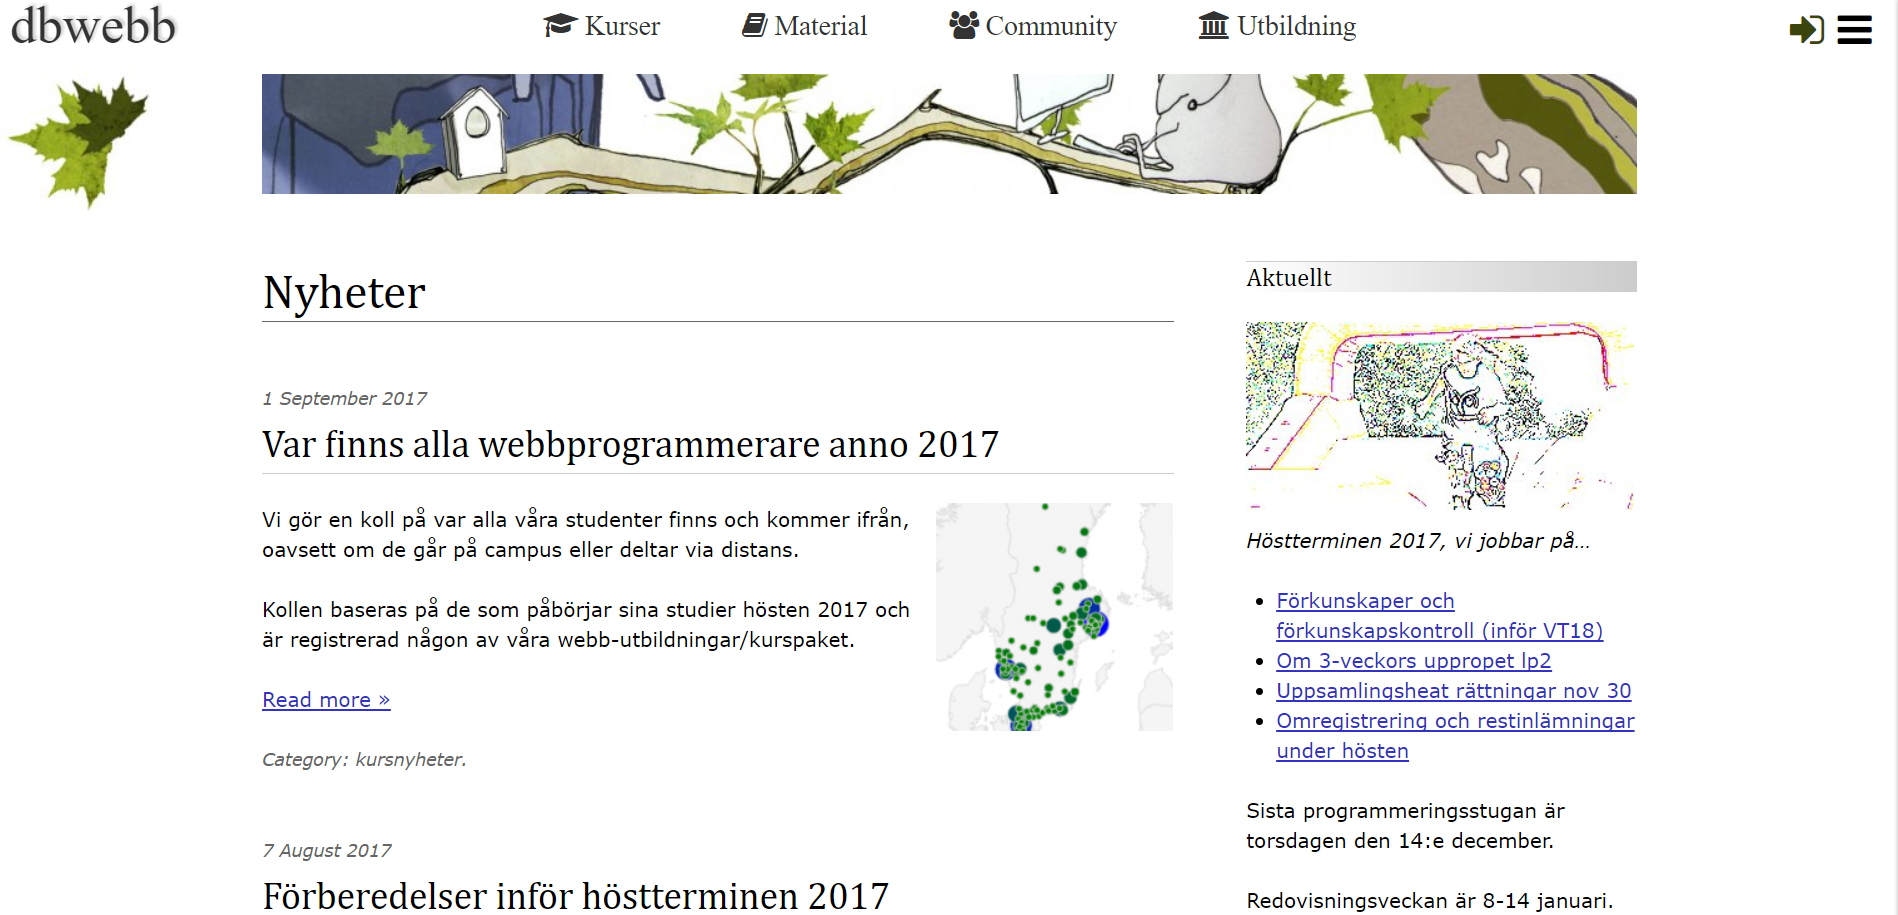 dbwebb
Kurser
Material
Community
Utbildning
Nyheter
1 September 2017
Var finns alla webbprogrammerare anno 2017
Vi gör en koll på var alla våra studenter finns och kommer ifrån,
oavsett om de går på campus eller deltar via distans.
Kollen baseras på de som påbörjar sina studier hösten 2017 och
är registrerad någon av våra webb-utbildningar/kurspaket.
Read more »
Category: kursnyheter.
7 August 2017
Förberedelser inför höstterminen 2017
Aktuellt
Höstterminen 2017, vi jobbar på…
Förkunskaper och
förkunskapskontroll (inför VT18)
Om 3-veckors uppropet lp2
Uppsamlingsheat rättningar nov 30
Omregistrering och restinlämningar
under hösten
Sista programmeringsstugan är
torsdagen den 14:e december.
Redovisningsveckan är 8-14 januari.